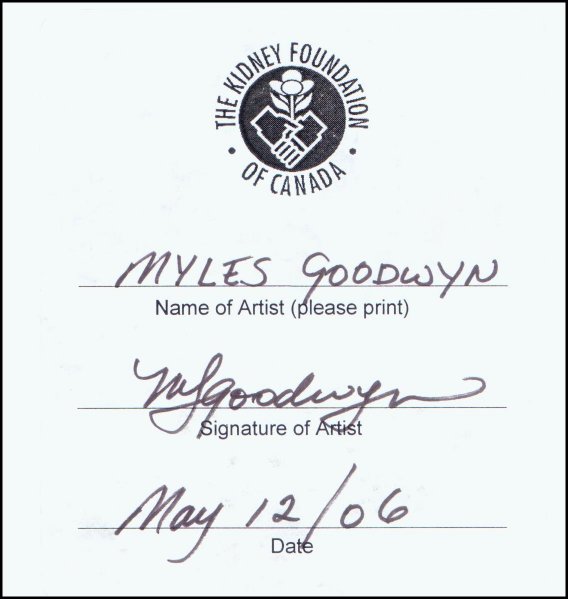 THE KIDNEY FOUNDATION
• OF CANADA •
MYLES GOODWYN
Name of Artist (please print)
MJgoodwyn
Signature of Artist
May 12/06
Date